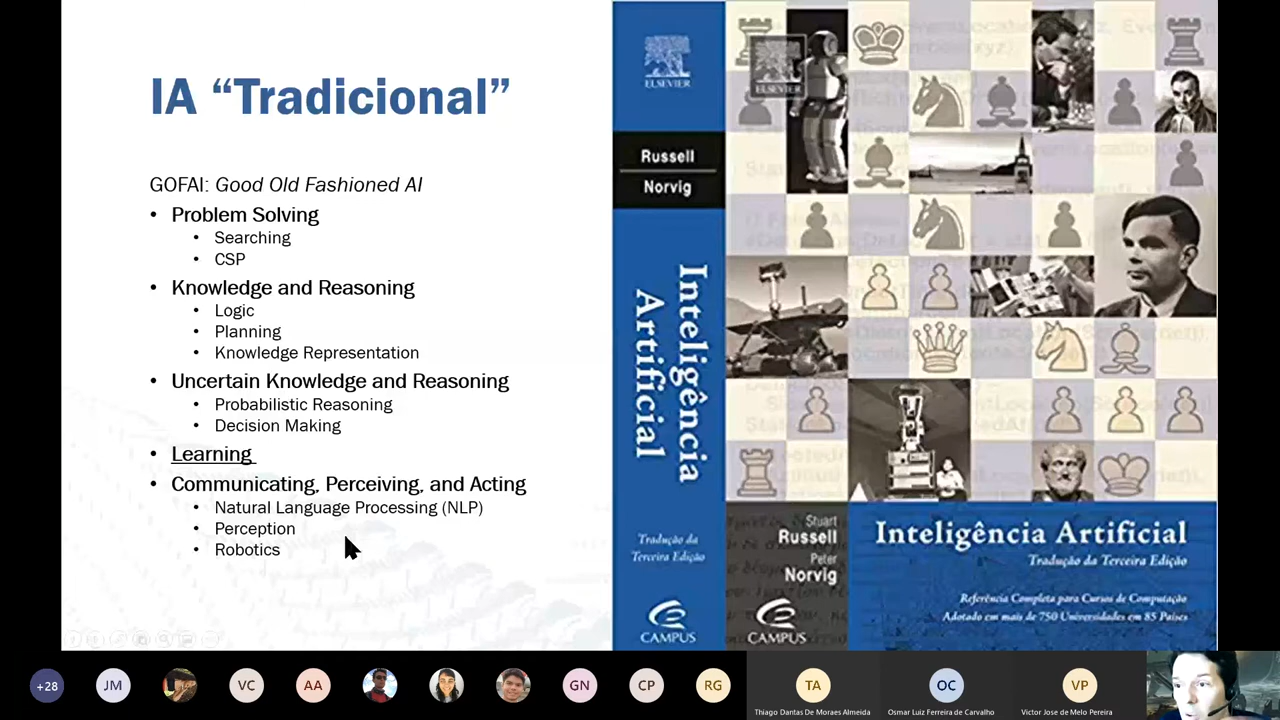 IA “Tradicional”
GOFAI: Good Old Fashioned AI
• Problem Solving
• Searching
• CSP
• Knowledge and Reasoning
• Logic
• Planning
• Knowledge Representation
• Uncertain Knowledge and Reasoning
• Probabilistic Reasoning
• Decision Making
• Learning
• Communicating, Perceiving, and Acting
• Natural Language Processing (NLP)
• Perception
• Robotics
ELSEVIER
Russell
Norvig
Inteligência
Artificial
Tradução da
Terceira Edição
CAMPUS
ELSEVIER
Stuart
Russell
Peter
Norvig
CAMPUS
Inteligência Artificial
Tradução da Terceira Edição
Referência Completa para Cursos de Computação
Adotado em mais de 750 Universidades em 85 Países
+28
JM
VC
AA
GN
CP
RG
TA
OC
VP
Thiago Dantas De Moraes Almeida
Osmar Luiz Ferreira de Carvalho
Victor Jose de Melo Pereira